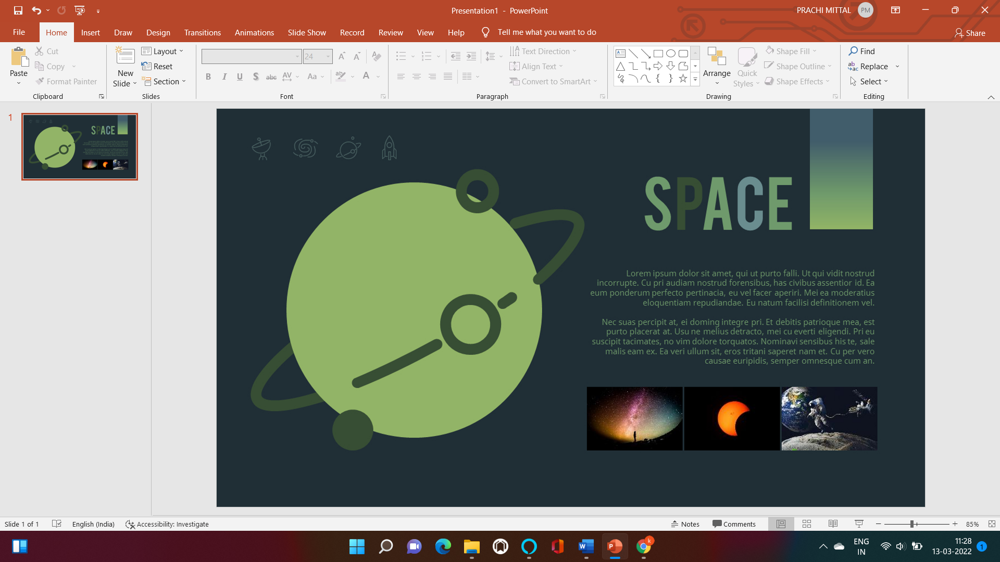 Presentation1 - PowerPoint
PRACHI MITTAL
PM
File
Home
Insert
Draw
Design
Transitions
Animations
Slide Show
Record
Review
View
Help
Tell me what you want to do
Share
Paste
Cut
Copy
Format Painter
Clipboard
New
Slide
Layout
Reset
Section
Slides
24
B I U S abc AV Aa A
Font
Text Direction
Align Text
Convert to SmartArt
Paragraph
Arrange
Quick
Styles
Shape Fill
Shape Outline
Shape Effects
Drawing
Find
Replace
Select
Editing
1
SPACE
SPACE
Lorem ipsum dolor sit amet, qui ut purto falli. Ut qui vidit nostrud
incorrupte. Cu pri audiam nostrud forensibus, has civibus assentior id. Ea
eum ponderum perfecto pertinacia, eu vel facer aperiri. Mei ea moderatius
eloquentiam repudiandae. Eu natum facilisi definitionem vel.
Nec suas percipit at, ei doming integre pri. Et debitis patrioque mea, est
purto placerat at. Usu ne melius detracto, mei cu everti eligendi. Pri eu
suscipit tacimates, no vim dolore torquatos. Nominavi sensibus his te, sale
malis eam ex. Ea veri ullum sit, eros tritani saperet nam et. Cu per vero
causae euripidis, semper omnesque cum an.
Slide 1 of 1
English (India)
Accessibility: Investigate
Notes
Comments
85%
ENG
IN
11:28
13-03-2022
1